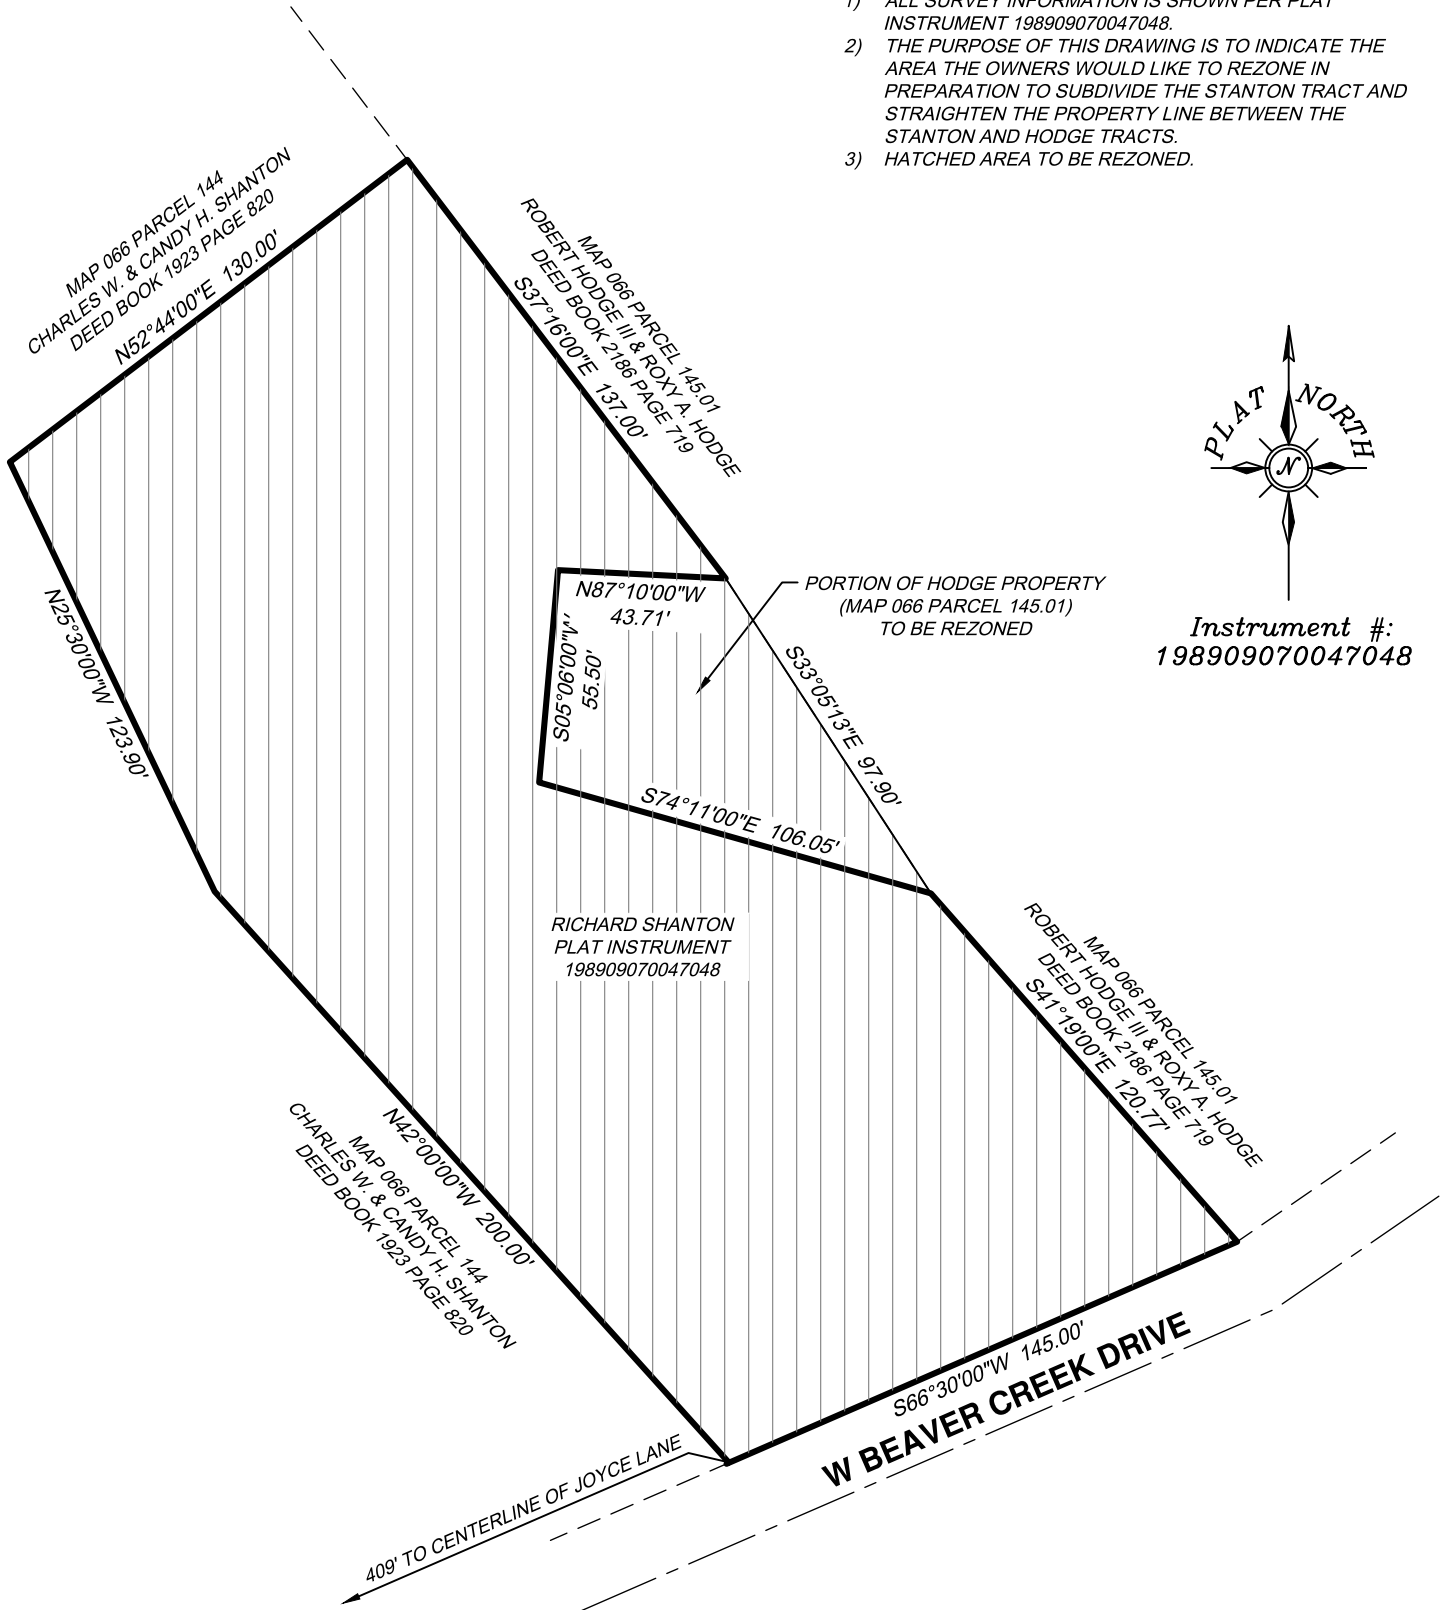 1) ALL SURVEY INFORMATION IS SHOWN PER PLAT
INSTRUMENT 198909070047048.
2) THE PURPOSE OF THIS DRAWING IS TO INDICATE THE
AREA THE OWNERS WOULD LIKE TO REZONE IN
PREPARATION TO SUBDIVIDE THE STANTON TRACT AND
STRAIGHTEN THE PROPERTY LINE BETWEEN THE
STANTON AND HODGE TRACTS.
3) HATCHED AREA TO BE REZONED.
MAP 066 PARCEL 144
CHARLES W. & CANDY H. SHANTON
DEED BOOK 1923 PAGE 820
N52°44'00"E 130.00'
MAP 066 PARCEL 145.01
ROBERT HODGE III & ROXY A. HODGE
DEED BOOK 2186 PAGE 719
S37°16'00"E 137.00'
PLAT NORTH
N
Instrument #:
198909070047048
N87°10'00"W
43.71'
PORTION OF HODGE PROPERTY
(MAP 066 PARCEL 145.01)
TO BE REZONED
N25°30'00"W 123.90'
S05°06'00"W
55.50'
S33°05'13"E 97.90'
S74°11'00"E 106.05'
RICHARD SHANTON
PLAT INSTRUMENT
198909070047048
MAP 066 PARCEL 145.01
ROBERT HODGE III & ROXY A. HODGE
DEED BOOK 2186 PAGE 719
S41°19'00"E 120.77'
N42°00'00"W 200.00'
MAP 066 PARCEL 144
CHARLES W. & CANDY H. SHANTON
DEED BOOK 1923 PAGE 820
S66°30'00"W 145.00'
W BEAVER CREEK DRIVE
409' TO CENTERLINE OF JOYCE LANE